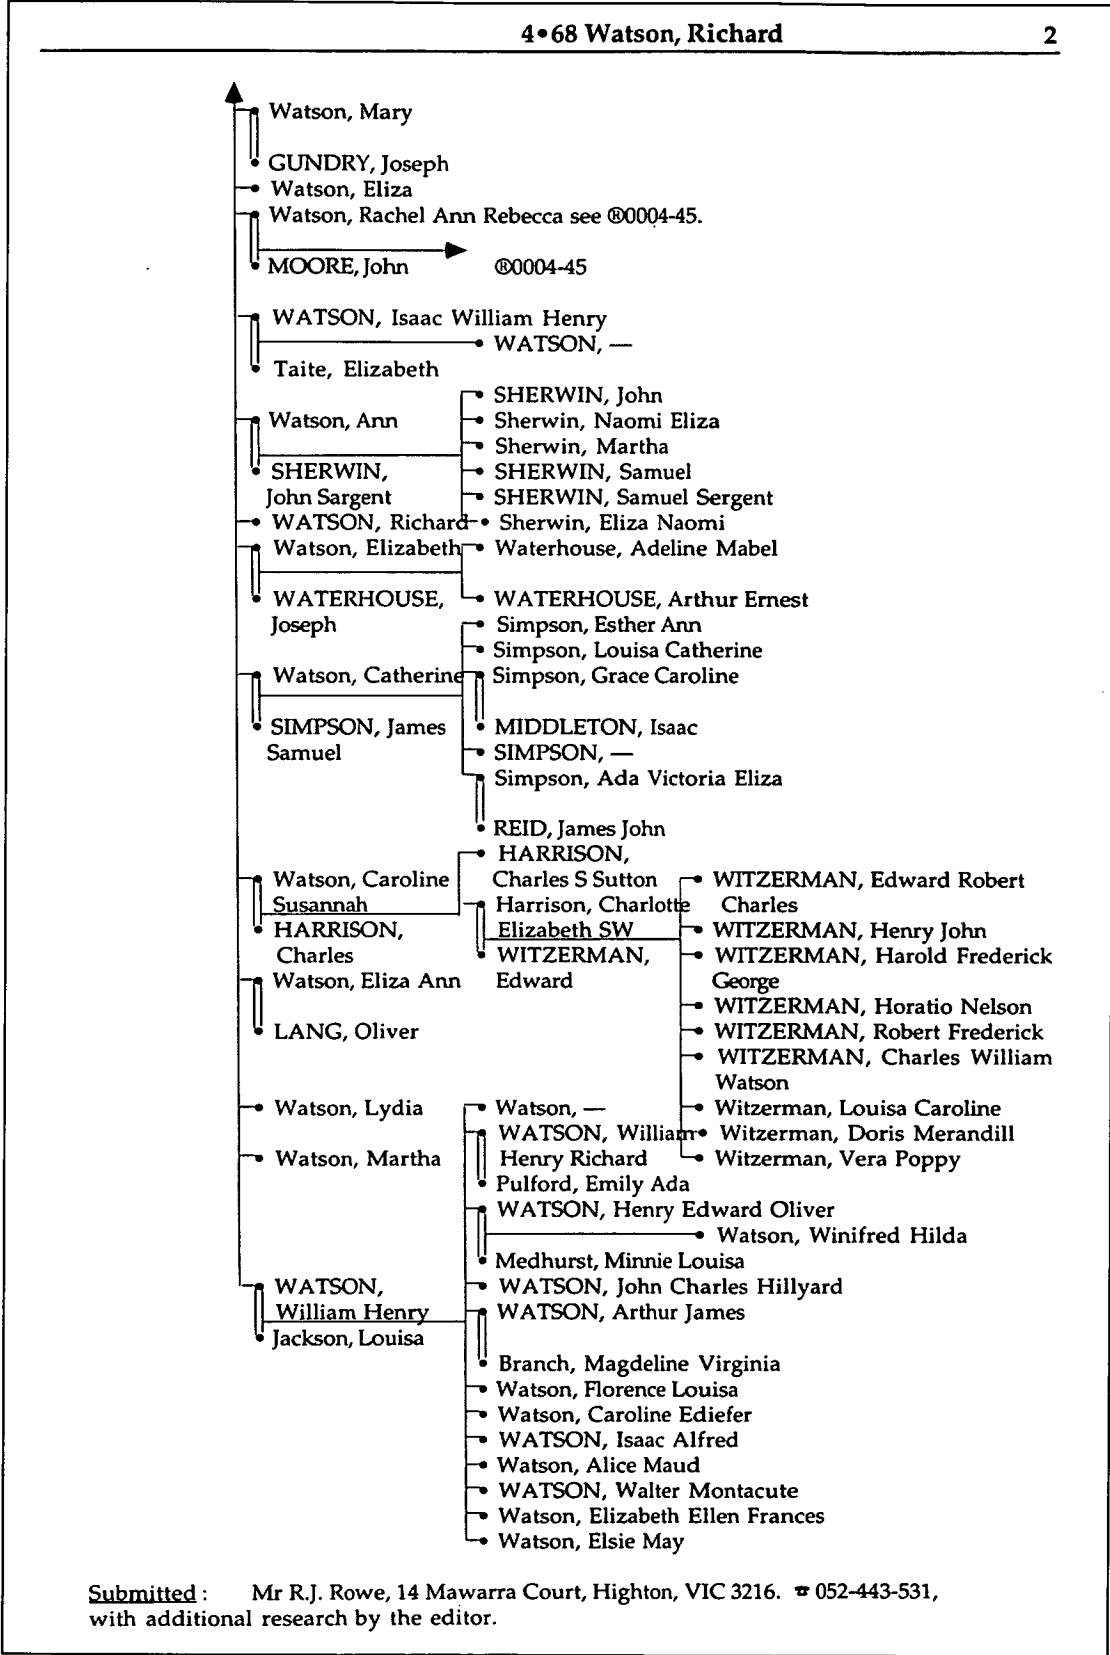 4•68 Watson, Richard 2
Watson, Mary
GUNDRY, Joseph
Watson, Eliza
Watson, Rachel Ann Rebecca see ®0004-45.
MOORE, John ®0004-45
WATSON, Isaac William Henry
WATSON, —
Taite, Elizabeth
SHERWIN, John
Watson, Ann Sherwin, Naomi Eliza
Sherwin, Martha
SHERWIN, SHERWIN, Samuel
John Sargent SHERWIN, Samuel Sergent
WATSON, Richard Sherwin, Eliza Naomi
Watson, Elizabeth Waterhouse, Adeline Mabel
WATERHOUSE, WATERHOUSE, Arthur Ernest
Joseph Simpson, Esther Ann
Simpson, Louisa Catherine
Watson, Catherine Simpson, Grace Caroline
SIMPSON, James MIDDLETON, Isaac
Samuel SIMPSON, —
Simpson, Ada Victoria Eliza
REID, James John
HARRISON,
Watson, Caroline Charles S Sutton WITZERMAN, Edward Robert
Susannah Harrison, Charlotte Charles
HARRISON, Elizabeth SW WITZERMAN, Henry John
Charles WITZERMAN, WITZERMAN, Harold Frederick
Watson, Eliza Ann Edward George
WITZERMAN, Horatio Nelson
LANG, Oliver WITZERMAN, Robert Frederick
WITZERMAN, Charles William
Watson
Watson, Lydia Watson, — Witzerman, Louisa Caroline
WATSON, William Witzerman, Doris Merandill
Watson, Martha Henry Richard Witzerman, Vera Poppy
Pulford, Emily Ada
WATSON, Henry Edward Oliver
Watson, Winifred Hilda
Medhurst, Minnie Louisa
WATSON, WATSON, John Charles Hillyard
William Henry WATSON, Arthur James
Jackson, Louisa
Branch, Magdeline Virginia
Watson, Florence Louisa
Watson, Caroline Ediefer
WATSON, Isaac Alfred
Watson, Alice Maud
WATSON, Walter Montacute
Watson, Elizabeth Ellen Frances
Watson, Elsie May
Submitted : Mr R.J. Rowe, 14 Mawarra Court, Highton, VIC 3216. ☎ 052-443-531,
with additional research by the editor.